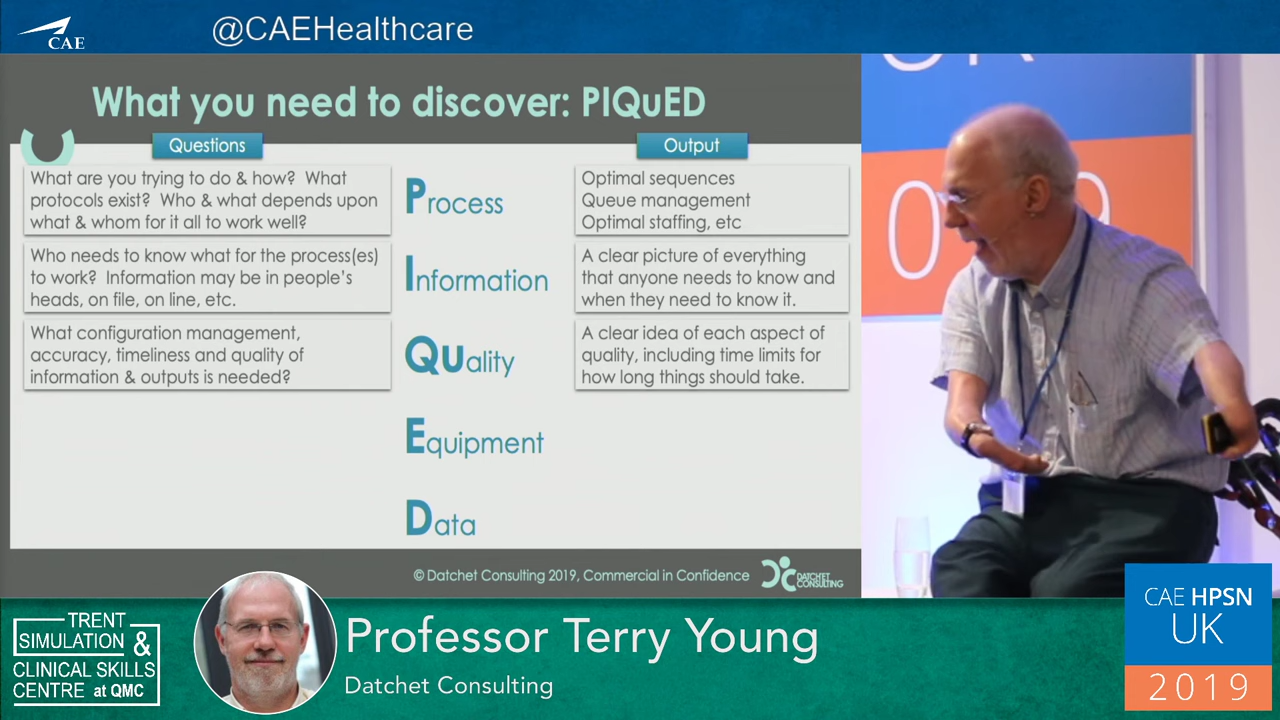 CAE
@CAEHealthcare
What you need to discover: PIQuED
Questions
Output
What are you trying to do & how? What
protocols exist? Who & what depends upon
what & whom for it all to work well?
Process
Optimal sequences
Queue management
Optimal staffing, etc
Who needs to know what for the process(es)
to work? Information may be in people's
heads, on file, on line, etc.
Information
A clear picture of everything
that anyone needs to know and
when they need to know it.
What configuration management,
accuracy, timeliness and quality of
information & outputs is needed?
Quality
A clear idea of each aspect of
quality, including time limits for
how long things should take.
Equipment
Data
© Datchet Consulting 2019, Commercial in Confidence
DATCHET
CONSULTING
TRENT
SIMULATION &
CLINICAL SKILLS
CENTRE at QMC
Professor Terry Young
Datchet Consulting
CAE HPSN
UK
2019